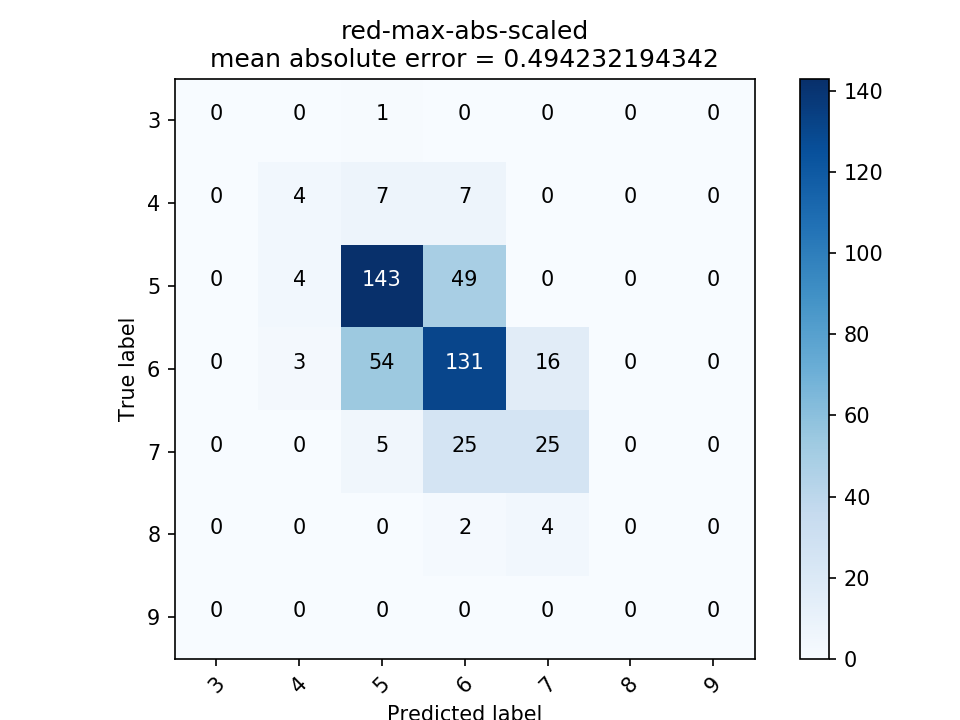 red-max-abs-scaled
mean absolute error = 0.494232194342
3 0 0 1 0 0 0 0
4 0 4 7 7 0 0 0
5 0 4 143 49 0 0 0
6 0 3 54 131 16 0 0
7 0 0 5 25 25 0 0
8 0 0 0 2 4 0 0
9 0 0 0 0 0 0 0
3 4 5 6 7 8 9
True label
Predicted label
140
120
100
80
60
40
20
0